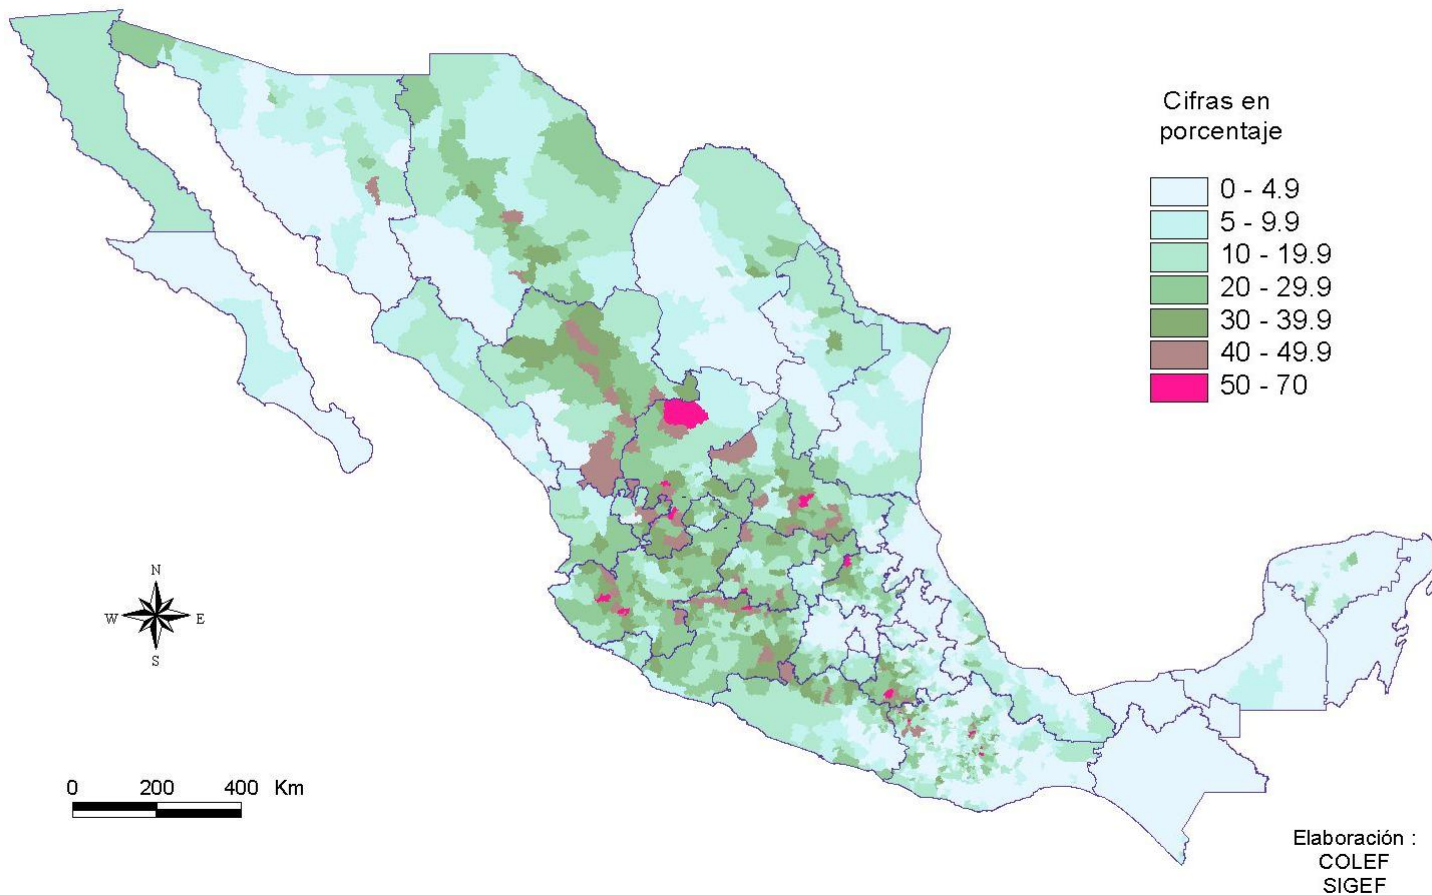 Cifras en
porcentaje
0 - 4.9
5 - 9.9
10 - 19.9
20 - 29.9
30 - 39.9
40 - 49.9
50 - 70
N
W E
S
0 200 400 Km
Elaboración :
COLEF
SIGEF